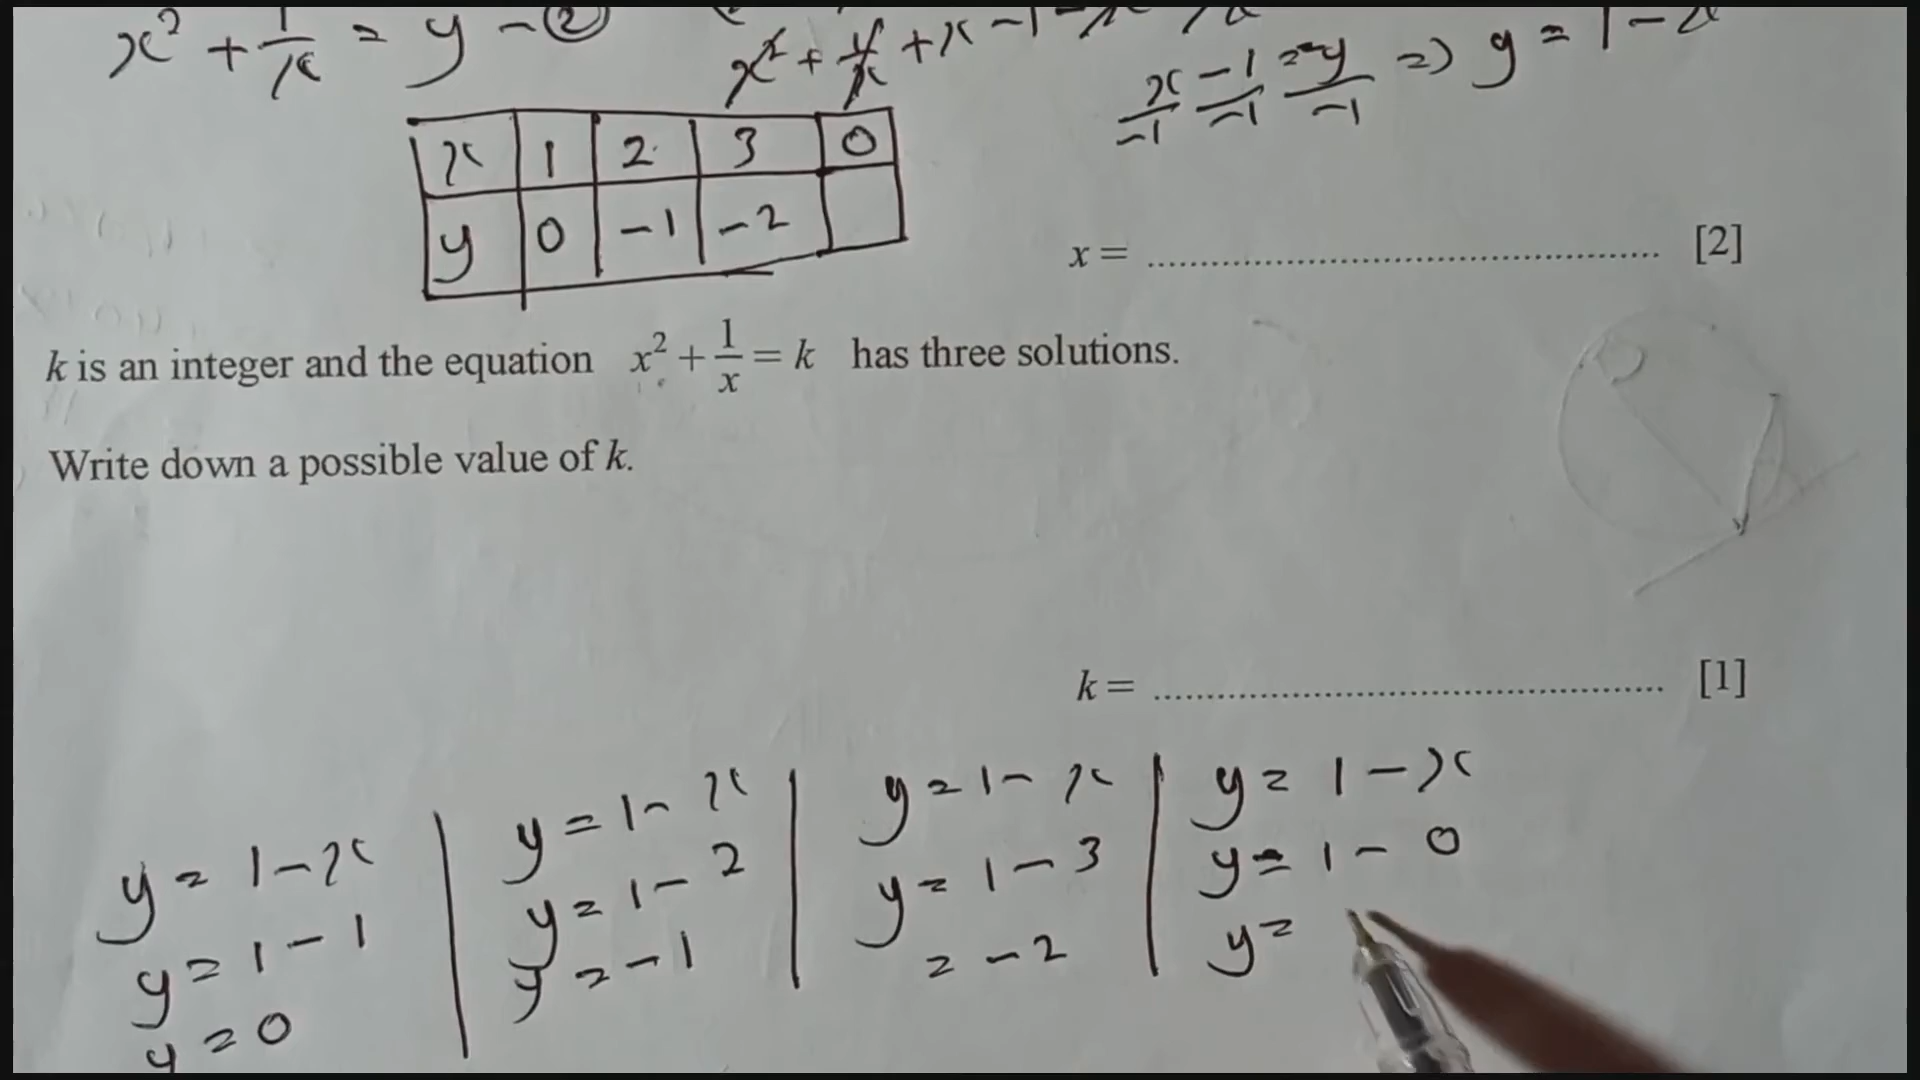 x² + 1/x = y - ②
x² + 1/x + x - 1
x/-1 - 1/-1 = -y/-1 ⇒ y = 1 - x
x 1 2 3 0
y 0 -1 -2
x = ........................................ [2]
k is an integer and the equation x² + 1/x = k has three solutions.
Write down a possible value of k.
k = ........................................ [1]
y = 1 - x y = 1 - x y = 1 - x y = 1 - x
y = 1 - 1 y = 1 - 2 y = 1 - 3 y = 1 - 0
y = 0 y = -1 = -2 y =